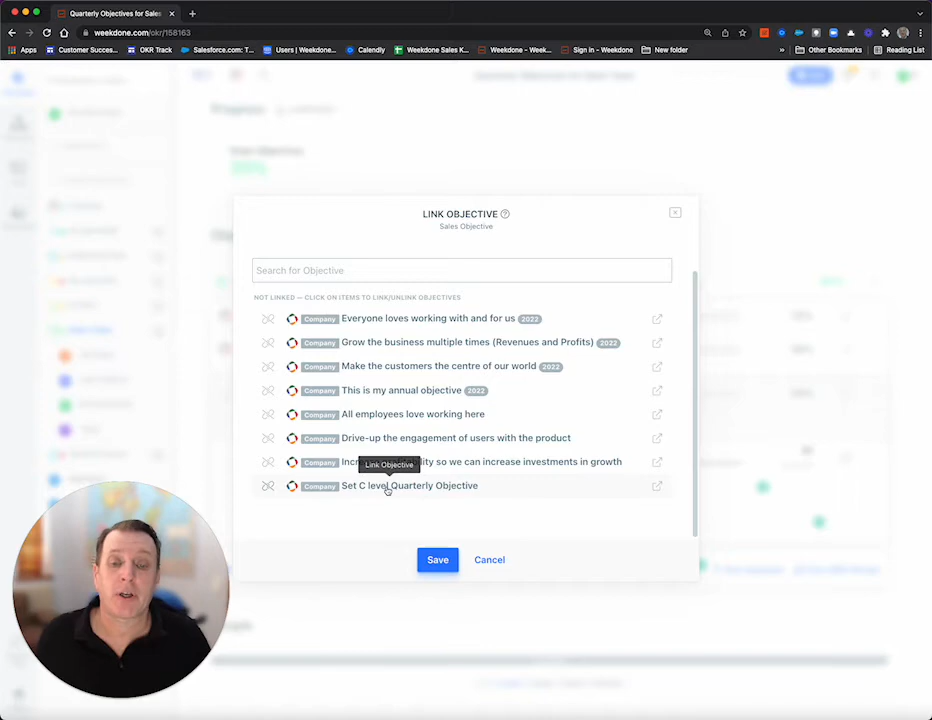 Quarterly Objectives for Sales
weekdone.com/okr/158163
Apps
Customer Succes...
OKR Track
Salesforce.com: T...
Users | Weekdone...
Calendly
Weekdone Sales K...
Weekdone - Week...
Sign in - Weekdone
New folder
Other Bookmarks
Reading List
LINK OBJECTIVE
Sales Objective
Search for Objective
NOT LINKED — CLICK ON ITEMS TO LINK/UNLINK OBJECTIVES
Company Everyone loves working with and for us 2022
Company Grow the business multiple times (Revenues and Profits) 2022
Company Make the customers the centre of our world 2022
Company This is my annual objective 2022
Company All employees love working here
Company Drive-up the engagement of users with the product
Company so we can increase investments in growth
Link Objective
Company Set C level Quarterly Objective
Save
Cancel